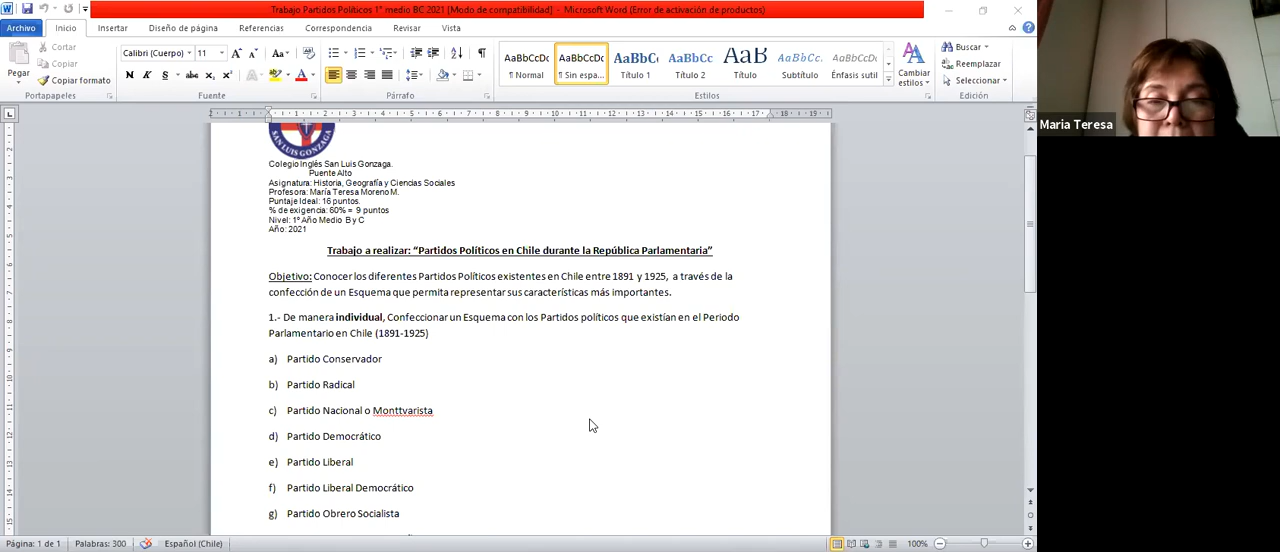 Trabajo Partidos Políticos 1° medio BC 2021 [Modo de compatibilidad] - Microsoft Word (Error de activación de productos)
Archivo Inicio Insertar Diseño de página Referencias Correspondencia Revisar Vista
Pegar
Cortar
Copiar
Copiar formato
Portapapeles
Calibri (Cuerpo) 11
Fuente
Párrafo
AaBbCcDc AaBbCcDc AaBbC AaBbCc AaB AaBbCc. AaBbCcDc
¶ Normal ¶ Sin espa... Título 1 Título 2 Título Subtítulo Énfasis sutil
Estilos
Cambiar estilos
Buscar
Reemplazar
Seleccionar
Edición
Maria Teresa
SAN LUIS GONZAGA
Colegio Inglés San Luis Gonzaga.
Puente Alto
Asignatura: Historia, Geografía y Ciencias Sociales
Profesora: María Teresa Moreno M.
Puntaje Ideal: 16 puntos.
% de exigencia: 60% = 9 puntos
Nivel: 1º Año Medio B y C
Año: 2021
Trabajo a realizar: “Partidos Políticos en Chile durante la República Parlamentaria”
Objetivo: Conocer los diferentes Partidos Políticos existentes en Chile entre 1891 y 1925, a través de la
confección de un Esquema que permita representar sus características más importantes.
1.- De manera individual, Confeccionar un Esquema con los Partidos políticos que existían en el Periodo
Parlamentario en Chile (1891-1925)
a) Partido Conservador
b) Partido Radical
c) Partido Nacional o Monttvarista
d) Partido Democrático
e) Partido Liberal
f) Partido Liberal Democrático
g) Partido Obrero Socialista
Página: 1 de 1 Palabras: 300 Español (Chile) 100%